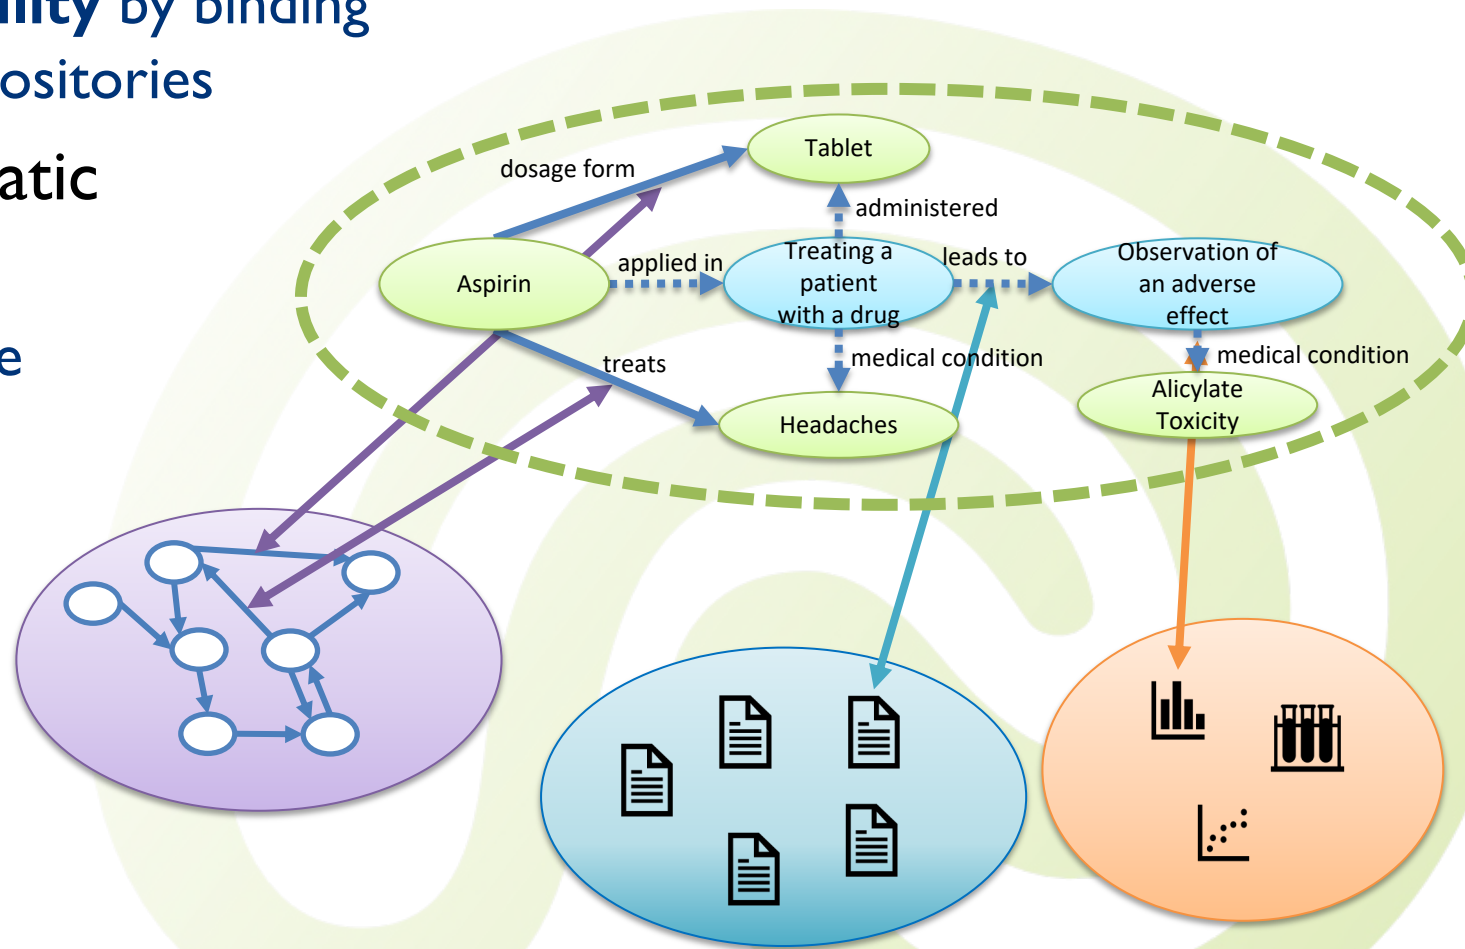 ility by binding
ositories
atic
e
Tablet
dosage form
administered
Aspirin
applied in
Treating a
patient
with a drug
leads to
Observation of
an adverse
effect
treats
medical condition
medical condition
Alicylate
Toxicity
Headaches